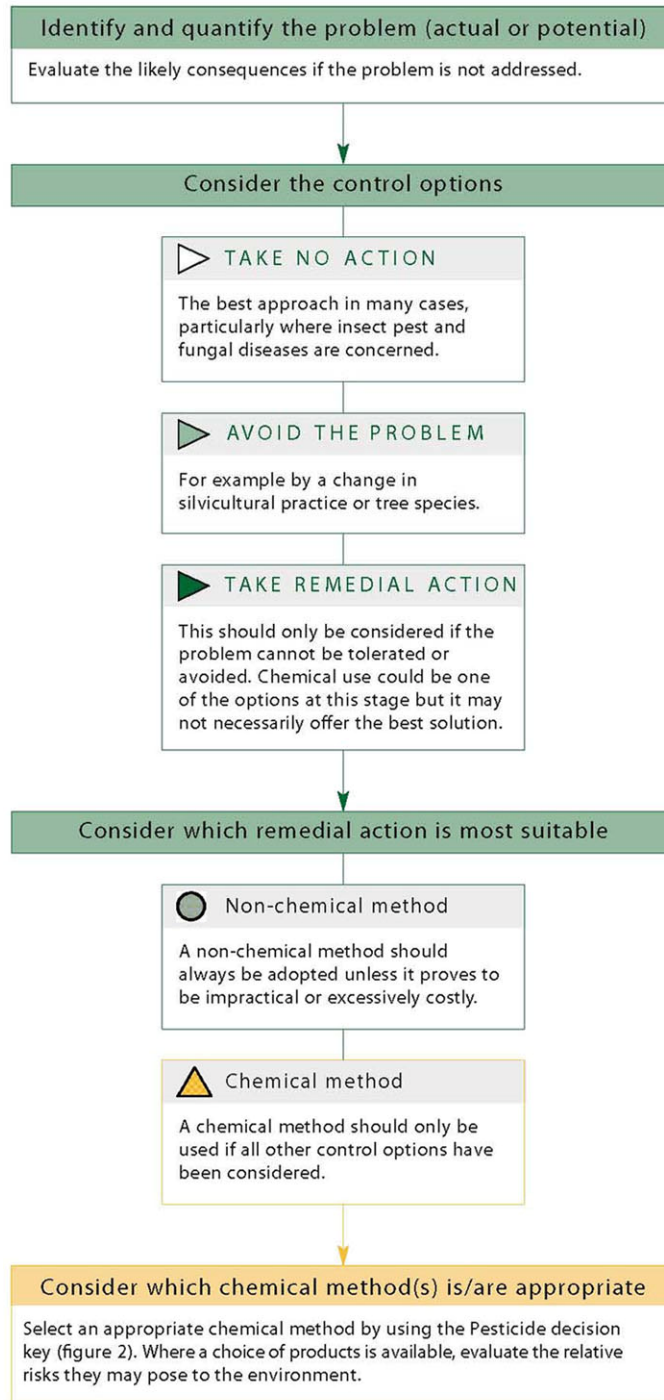 Identify and quantify the problem (actual or potential)
Evaluate the likely consequences if the problem is not addressed.
Consider the control options
TAKE NO ACTION
The best approach in many cases,
particularly where insect pest and
fungal diseases are concerned.
AVOID THE PROBLEM
For example by a change in
silvicultural practice or tree species.
TAKE REMEDIAL ACTION
This should only be considered if the
problem cannot be tolerated or
avoided. Chemical use could be one
of the options at this stage but it may
not necessarily offer the best solution.
Consider which remedial action is most suitable
Non-chemical method
A non-chemical method should
always be adopted unless it proves to
be impractical or excessively costly.
Chemical method
A chemical method should only be
used if all other control options have
been considered.
Consider which chemical method(s) is/are appropriate
Select an appropriate chemical method by using the Pesticide decision
key (figure 2). Where a choice of products is available, evaluate the relative
risks they may pose to the environment.